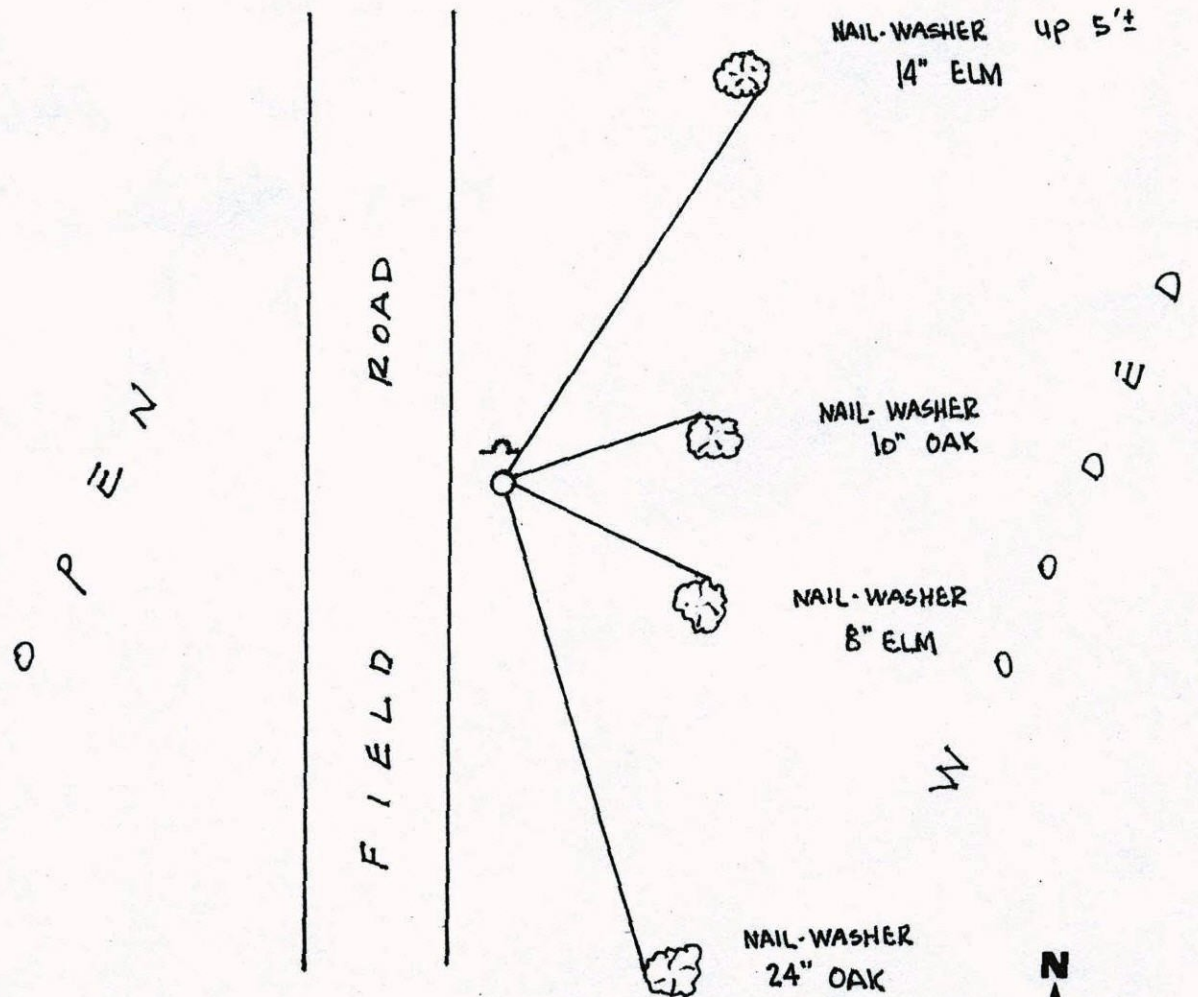 NAIL-WASHER UP 5'±
14" ELM
FIELD ROAD
OPEN
WOODED
NAIL-WASHER
10" OAK
NAIL-WASHER
8" ELM
NAIL-WASHER
24" OAK
N